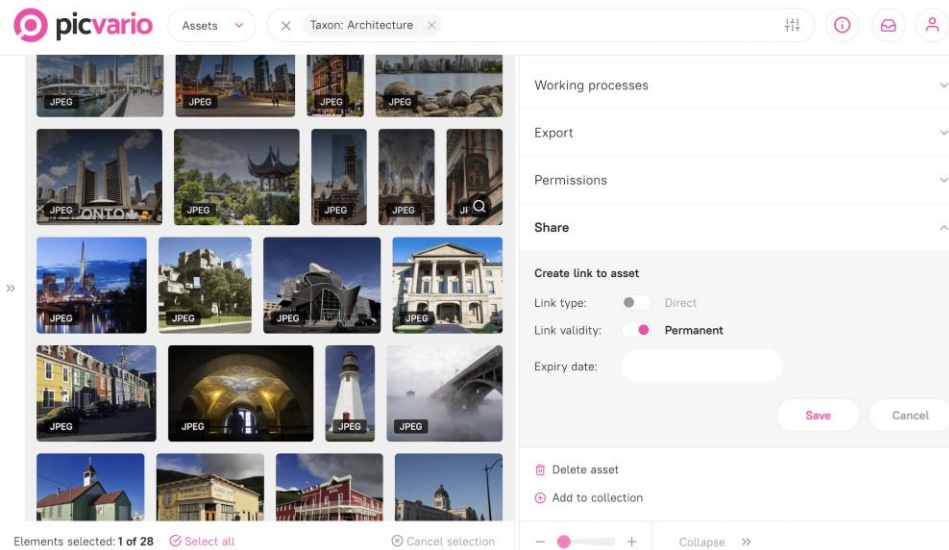 picvario
Assets
Taxon: Architecture
JPEG
JPEG
JPEG
JPEG
JPEG
ONTO
JPEG
JPEG
JPEG
JPEG
JPEG
JPEG
JPEG
JPEG
JPEG
JPEG
JPEG
Working processes
Export
Permissions
Share
Create link to asset
Link type: Direct
Link validity: Permanent
Expiry date:
Save Cancel
Delete asset
Add to collection
Elements selected: 1 of 28 Select all Cancel selection
Collapse